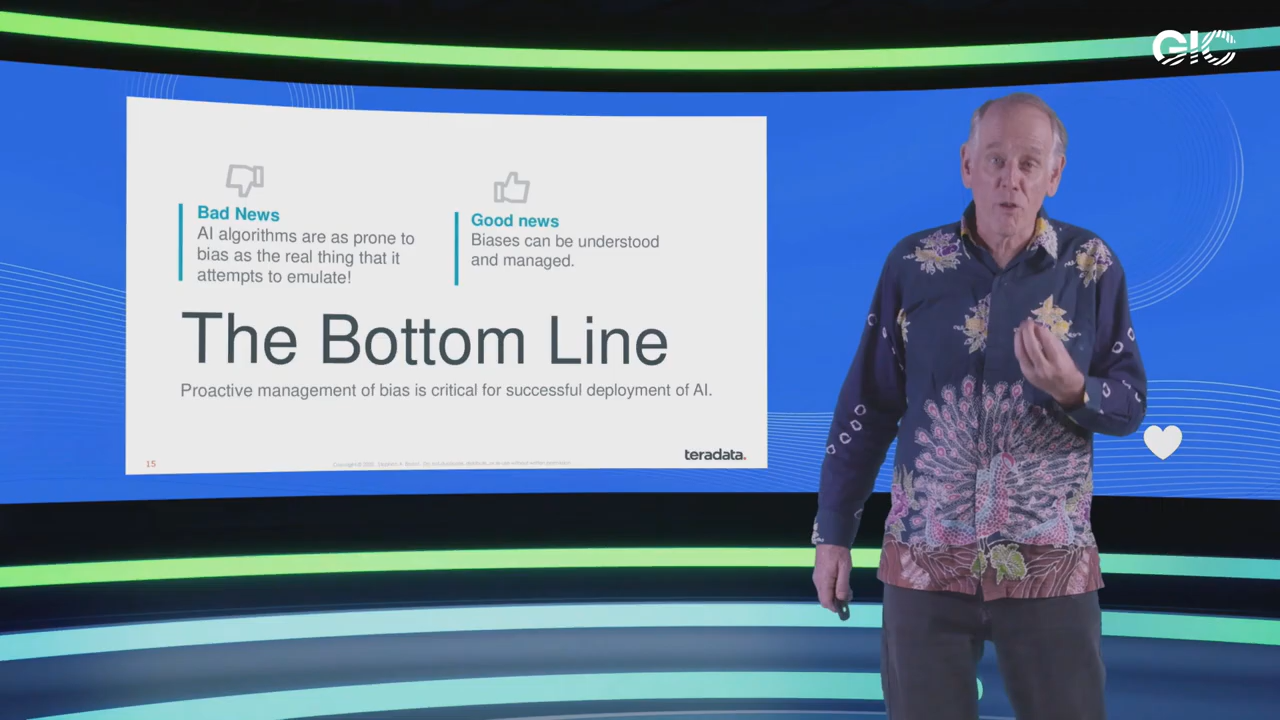 GIC
Bad News
AI algorithms are as prone to
bias as the real thing that it
attempts to emulate!
Good news
Biases can be understood
and managed.
The Bottom Line
Proactive management of bias is critical for successful deployment of AI.
15
teradata.